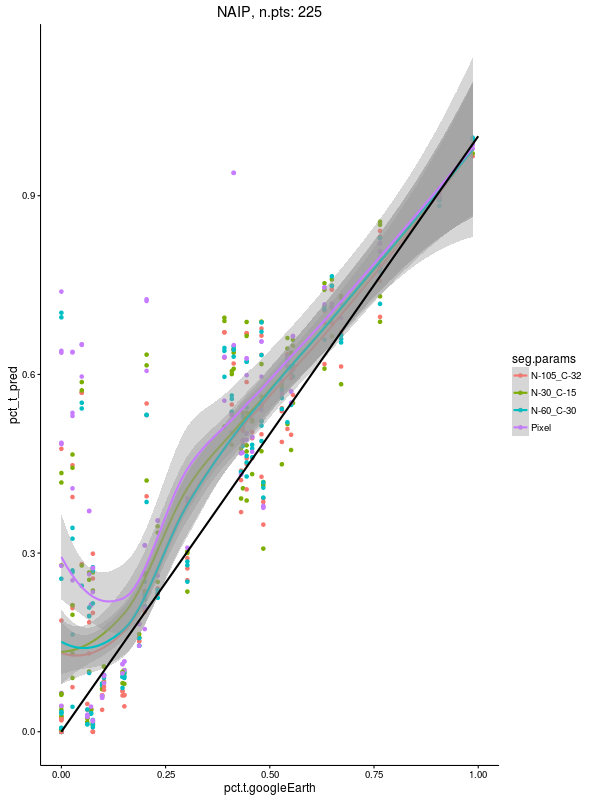 NAIP, n.pts: 225
pct_t_pred
0.9
0.6
0.3
0.0
0.00 0.25 0.50 0.75 1.00
pct.t.googleEarth
seg.params
N-105_C-32
N-30_C-15
N-60_C-30
Pixel